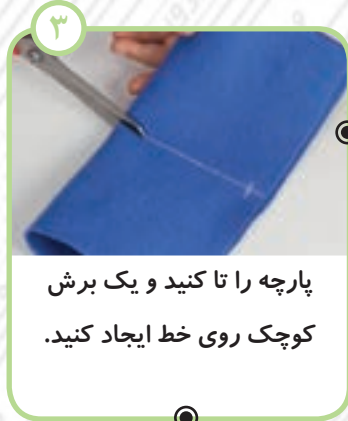 ۳
پارچه را تا کنید و یک برش
کوچک روی خط ایجاد کنید.